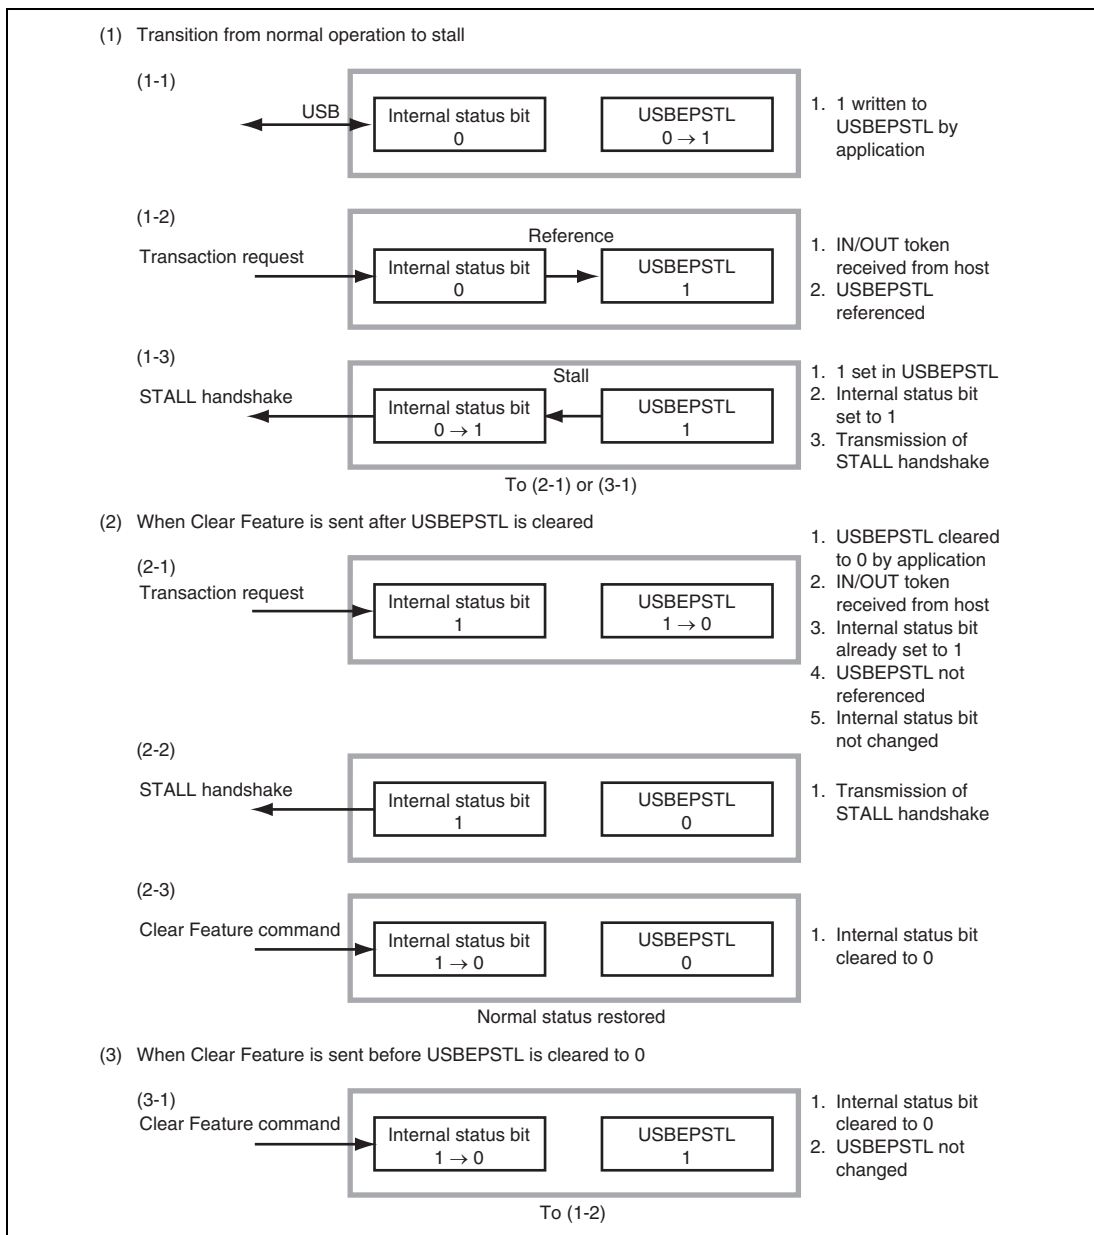 (1) Transition from normal operation to stall
(1-1)
USB
Internal status bit
0
USBEPSTL
0 → 1
1. 1 written to
USBEPSTL by
application
(1-2)
Transaction request
Reference
Internal status bit
0
USBEPSTL
1
1. IN/OUT token
received from host
2. USBEPSTL
referenced
(1-3)
STALL handshake
Stall
Internal status bit
0 → 1
USBEPSTL
1
1. 1 set in USBEPSTL
2. Internal status bit
set to 1
3. Transmission of
STALL handshake
To (2-1) or (3-1)
(2) When Clear Feature is sent after USBEPSTL is cleared
(2-1)
Transaction request
Internal status bit
1
USBEPSTL
1 → 0
1. USBEPSTL cleared
to 0 by application
2. IN/OUT token
received from host
3. Internal status bit
already set to 1
4. USBEPSTL not
referenced
5. Internal status bit
not changed
(2-2)
STALL handshake
Internal status bit
1
USBEPSTL
0
1. Transmission of
STALL handshake
(2-3)
Clear Feature command
Internal status bit
1 → 0
USBEPSTL
0
1. Internal status bit
cleared to 0
Normal status restored
(3) When Clear Feature is sent before USBEPSTL is cleared to 0
(3-1)
Clear Feature command
Internal status bit
1 → 0
USBEPSTL
1
1. Internal status bit
cleared to 0
2. USBEPSTL not
changed
To (1-2)